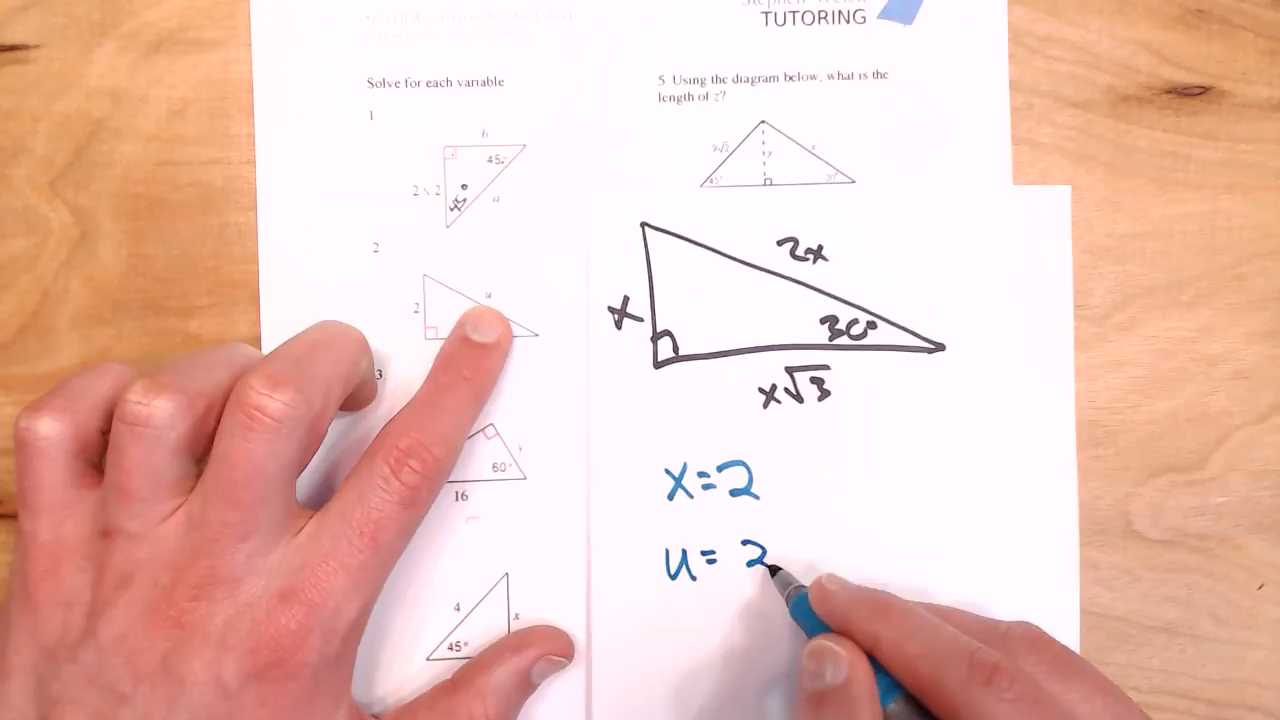 TUTORING
Solve for each variable
1
b
45°
2√2
45°
a
2
u
2
3
y
60°
16
4
x
45°
5 Using the diagram below, what is the
length of z?
9√2
y
z
45°
30°
2x
x
30°
x√3
x=2
u= 2